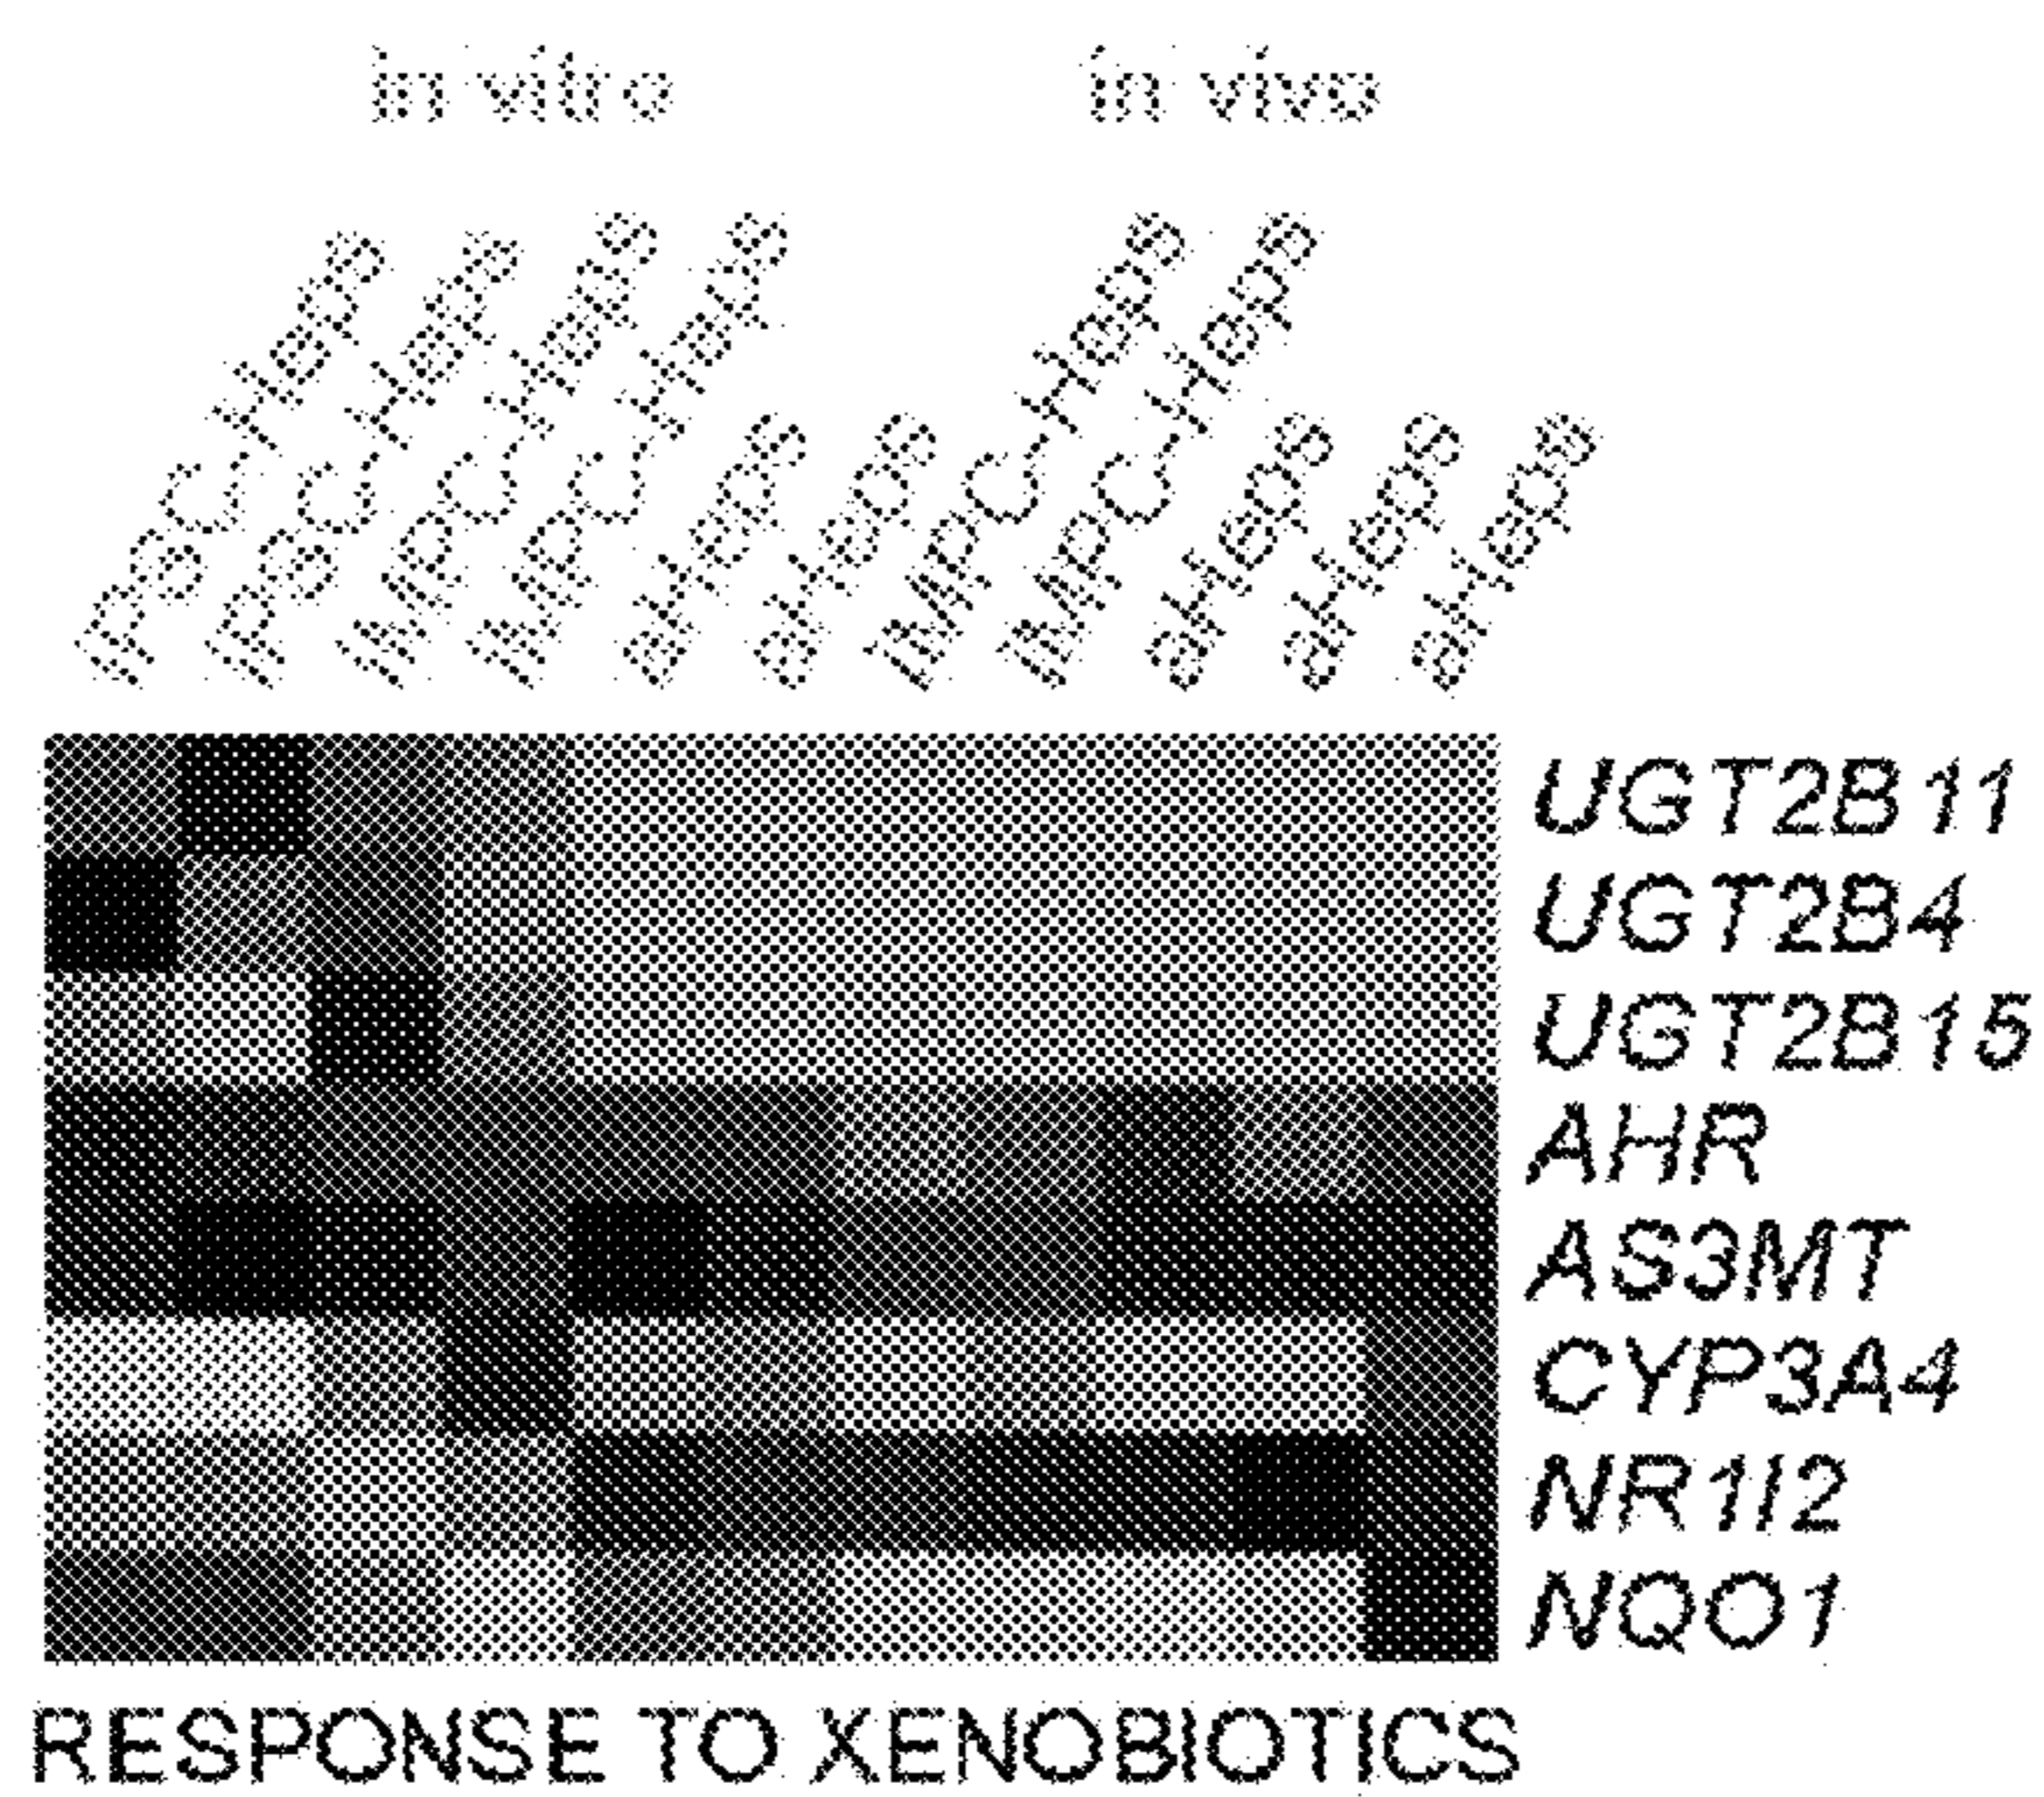 in vitro in vivo
iPSC-Heps iPSC-Heps iMPC-Heps iMPC-Heps aHeps aHeps iMPC-Heps iMPC-Heps aHeps aHeps aHeps
UGT2B11
UGT2B4
UGT2B15
AHR
AS3MT
CYP3A4
NR1I2
NQO1
RESPONSE TO XENOBIOTICS